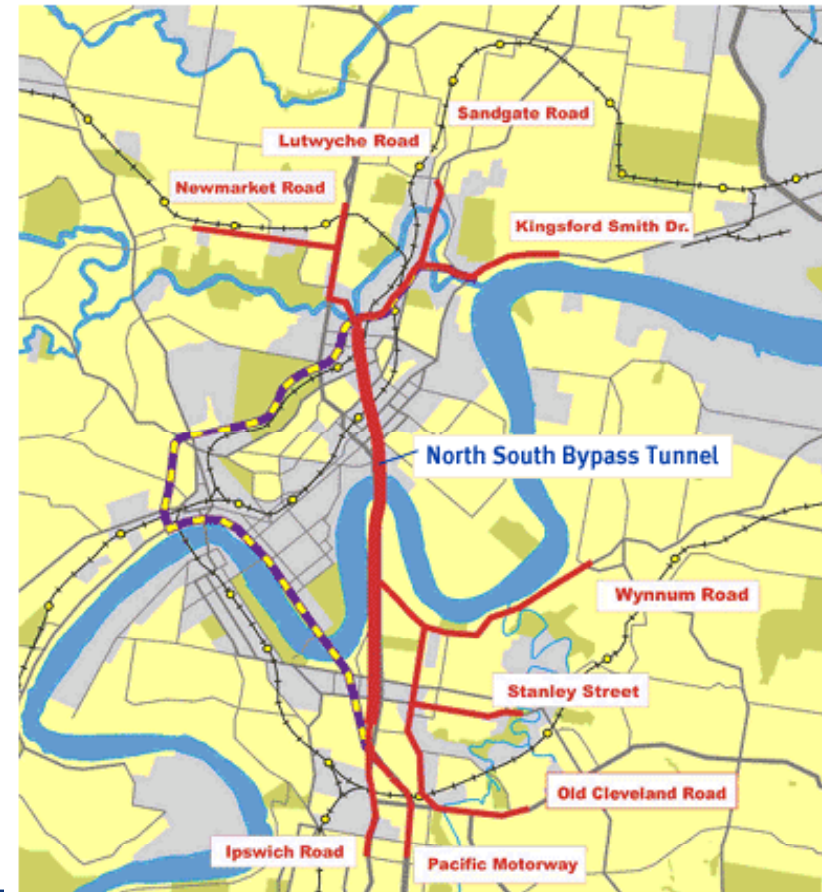 Sandgate Road
Lutwyche Road
Newmarket Road
Kingsford Smith Dr.
North South Bypass Tunnel
Wynnum Road
Stanley Street
Old Cleveland Road
Ipswich Road
Pacific Motorway